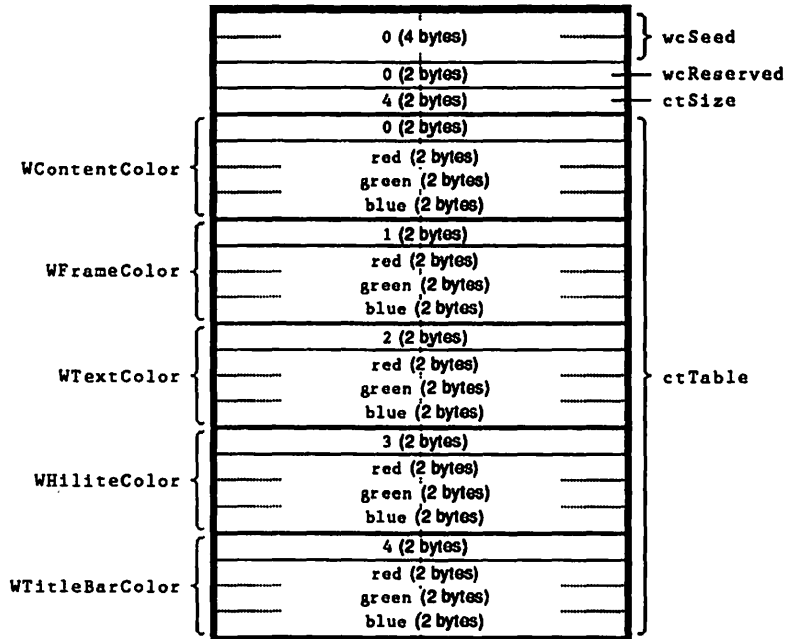 0 (4 bytes) wcSeed
0 (2 bytes) wcReserved
4 (2 bytes) ctSize
0 (2 bytes)
WContentColor
red (2 bytes)
green (2 bytes)
blue (2 bytes)
1 (2 bytes)
WFrameColor
red (2 bytes)
green (2 bytes)
blue (2 bytes)
2 (2 bytes)
WTextColor
red (2 bytes)
green (2 bytes)
blue (2 bytes)
ctTable
3 (2 bytes)
WHiliteColor
red (2 bytes)
green (2 bytes)
blue (2 bytes)
4 (2 bytes)
WTitleBarColor
red (2 bytes)
green (2 bytes)
blue (2 bytes)